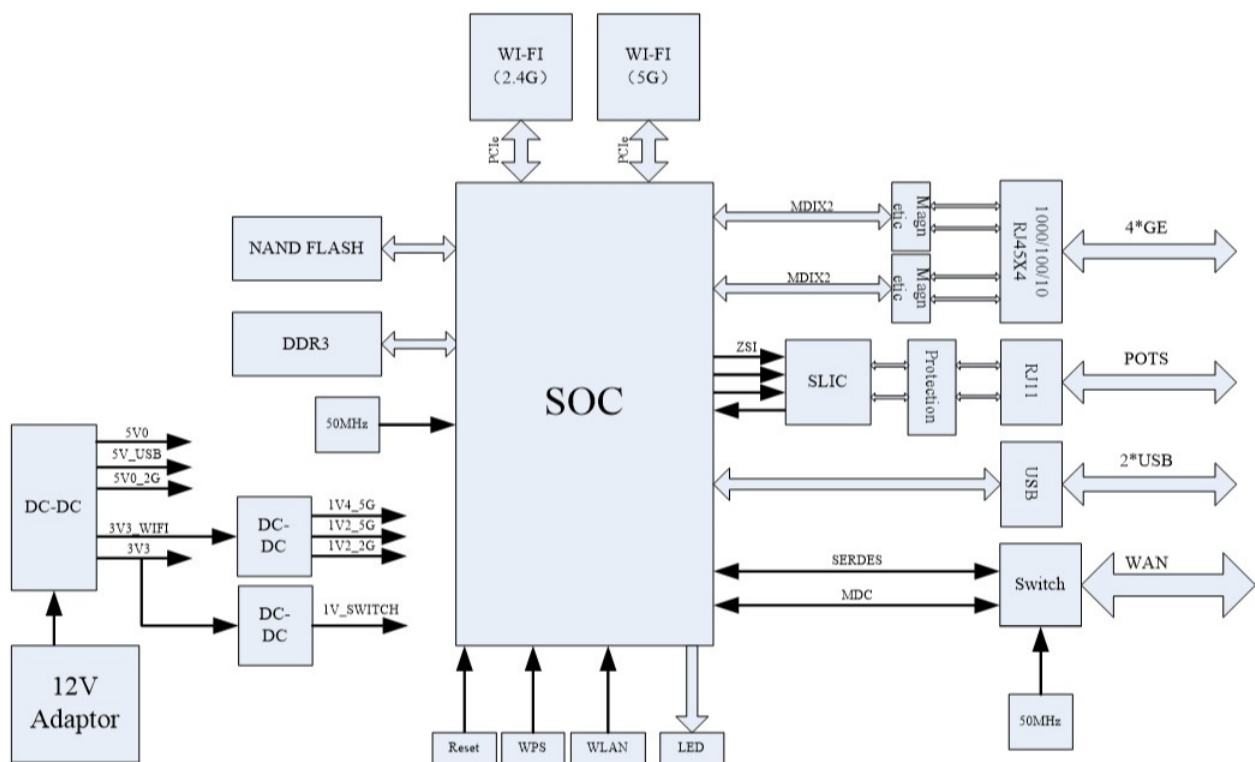 WI-FI
（2.4G）
WI-FI
（5G）
PCIe
PCIe
NAND FLASH
DDR3
50MHz
SOC
MDIX2
Magn
etic
MDIX2
Magn
etic
1000/100/10
RJ45X4
4*GE
ZSI
SLIC
Protection
RJ11
POTS
USB
2*USB
SERDES
MDC
Switch
WAN
50MHz
DC-DC
5V0
5V_USB
5V0_2G
3V3_WIFI
3V3
DC-
DC
1V4_5G
1V2_5G
1V2_2G
DC-
DC
1V_SWITCH
12V
Adaptor
Reset
WPS
WLAN
LED